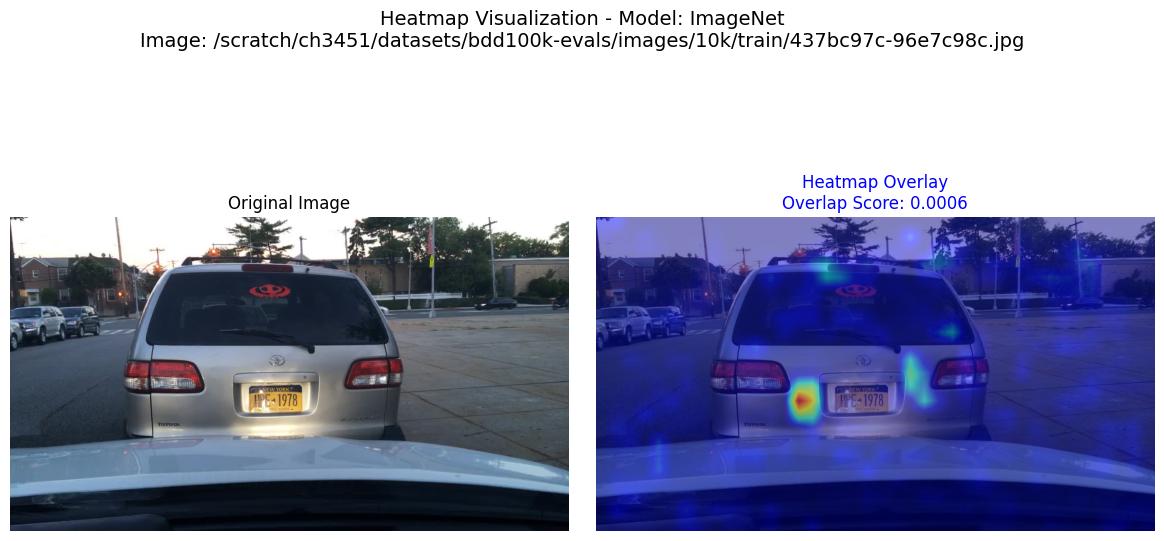 Heatmap Visualization - Model: ImageNet
Image: /scratch/ch3451/datasets/bdd100k-evals/images/10k/train/437bc97c-96e7c98c.jpg
Original Image
Heatmap Overlay
Overlap Score: 0.0006
NEW YORK
1978